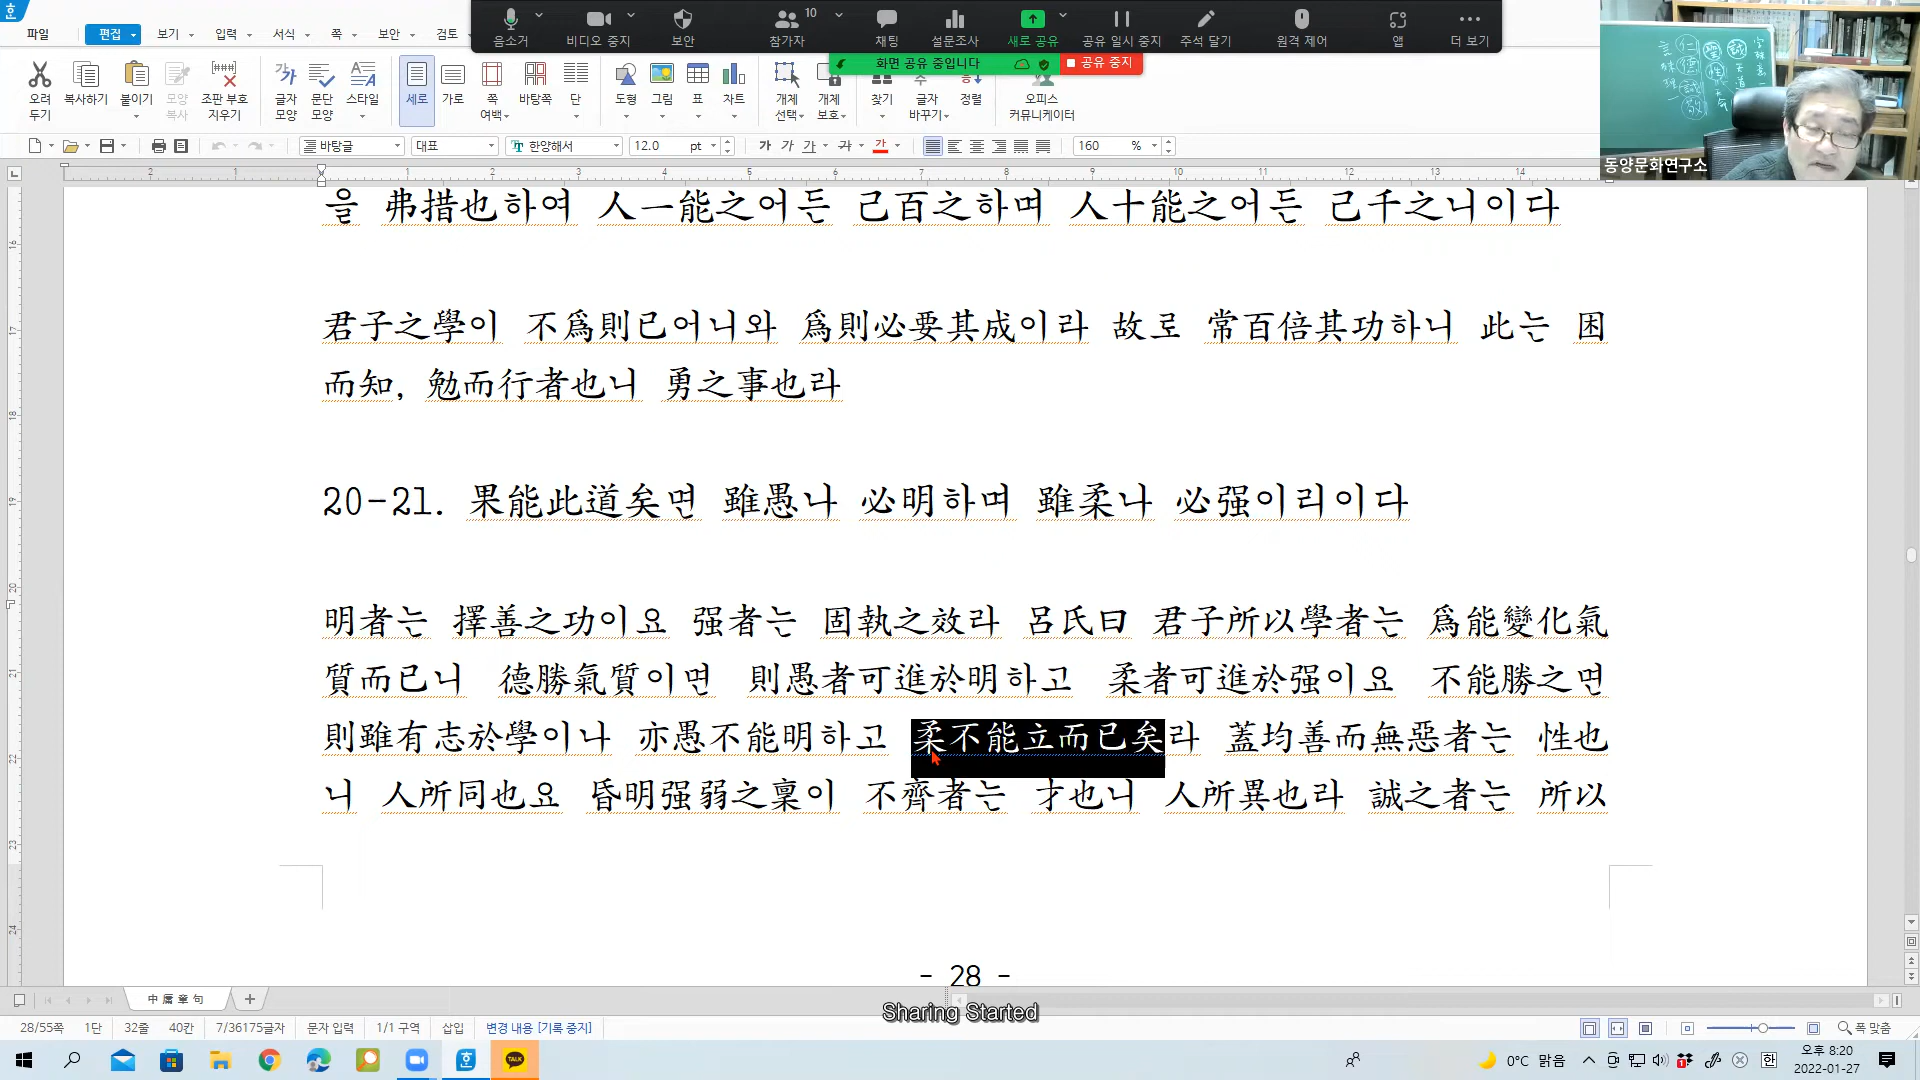 음소거
비디오 중지
보안
참가자 10
채팅
설문조사
새로 공유
공유 일시 중지
주석 달기
원격 제어
앱
더 보기
화면 공유 중입니다
공유 중지
파일 편집 보기 입력 서식 쪽 보안 검토
오려 두기 복사하기 붙이기 모양 복사 조판 부호 지우기 글자 모양 문단 모양 스타일 세로 가로 쪽 여백 바탕쪽 단 도형 그림 표 차트 개체 선택 개체 보호 찾기 글자 바꾸기 정렬 오피스 커뮤니케이터
바탕글 대표 한양해서 12.0 pt 가 가 가 가 가 160 %
동양문화연구소
을 弗措也하여 人一能之어든 己百之하며 人十能之어든 己千之니이다
君子之學이 不爲則已어니와 爲則必要其成이라 故로 常百倍其功하니 此는 困
而知, 勉而行者也니 勇之事也라
20-21. 果能此道矣면 雖愚나 必明하며 雖柔나 必强이리이다
明者는 擇善之功이요 强者는 固執之效라 呂氏曰 君子所以學者는 爲能變化氣
質而已니 德勝氣質이면 則愚者可進於明하고 柔者可進於强이요 不能勝之면
則雖有志於學이나 亦愚不能明하고 柔不能立而已矣라 蓋均善而無惡者는 性也
니 人所同也요 昏明强弱之稟이 不齊者는 才也니 人所異也라 誠之者는 所以
- 28 -
Sharing Started
中庸章句
28/55쪽 1단 32줄 40칸 7/36175글자 문자 입력 1/1 구역 삽입 변경 내용 [기록 중지] 폭 맞춤
TALK 0°C 맑음 한 오후 8:20
2022-01-27